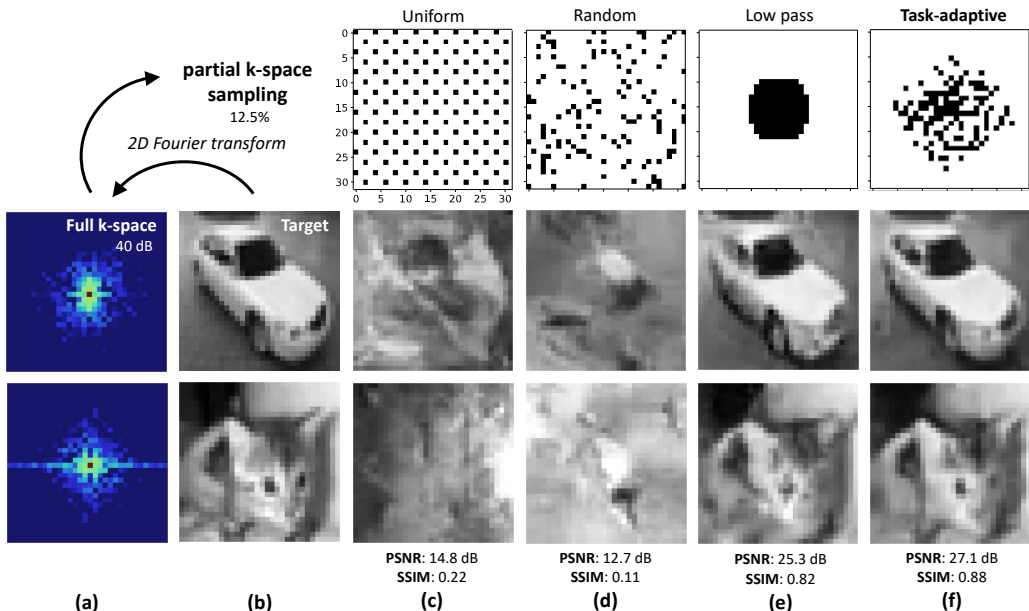 Uniform
Random
Low pass
Task-adaptive
partial k-space
sampling
12.5%
2D Fourier transform
0
5
10
15
20
25
30
0 5 10 15 20 25 30
Full k-space
40 dB
Target
PSNR: 14.8 dB
SSIM: 0.22
PSNR: 12.7 dB
SSIM: 0.11
PSNR: 25.3 dB
SSIM: 0.82
PSNR: 27.1 dB
SSIM: 0.88
(a)
(b)
(c)
(d)
(e)
(f)